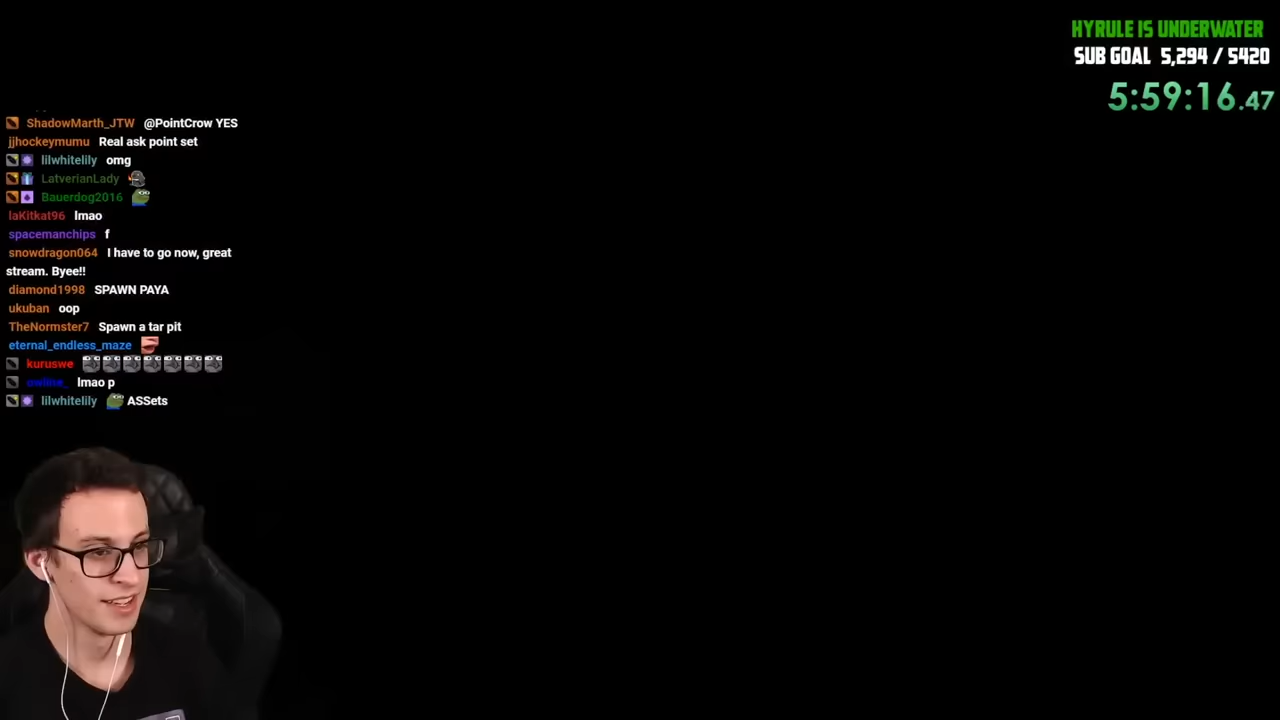 HYRULE IS UNDERWATER
SUB GOAL 5,294 / 5420
5:59:16.47
ShadowMarth_JTW @PointCrow YES
jjhockeymumu Real ask point set
lilwhitelily omg
LatverianLady
Bauerdog2016
laKitkat96 lmao
spacemanchips f
snowdragon064 I have to go now, great
stream. Byee!!
diamond1998 SPAWN PAYA
ukuban oop
TheNormster7 Spawn a tar pit
eternal_endless_maze
kuruswe
lmao p
lilwhitelily ASSets